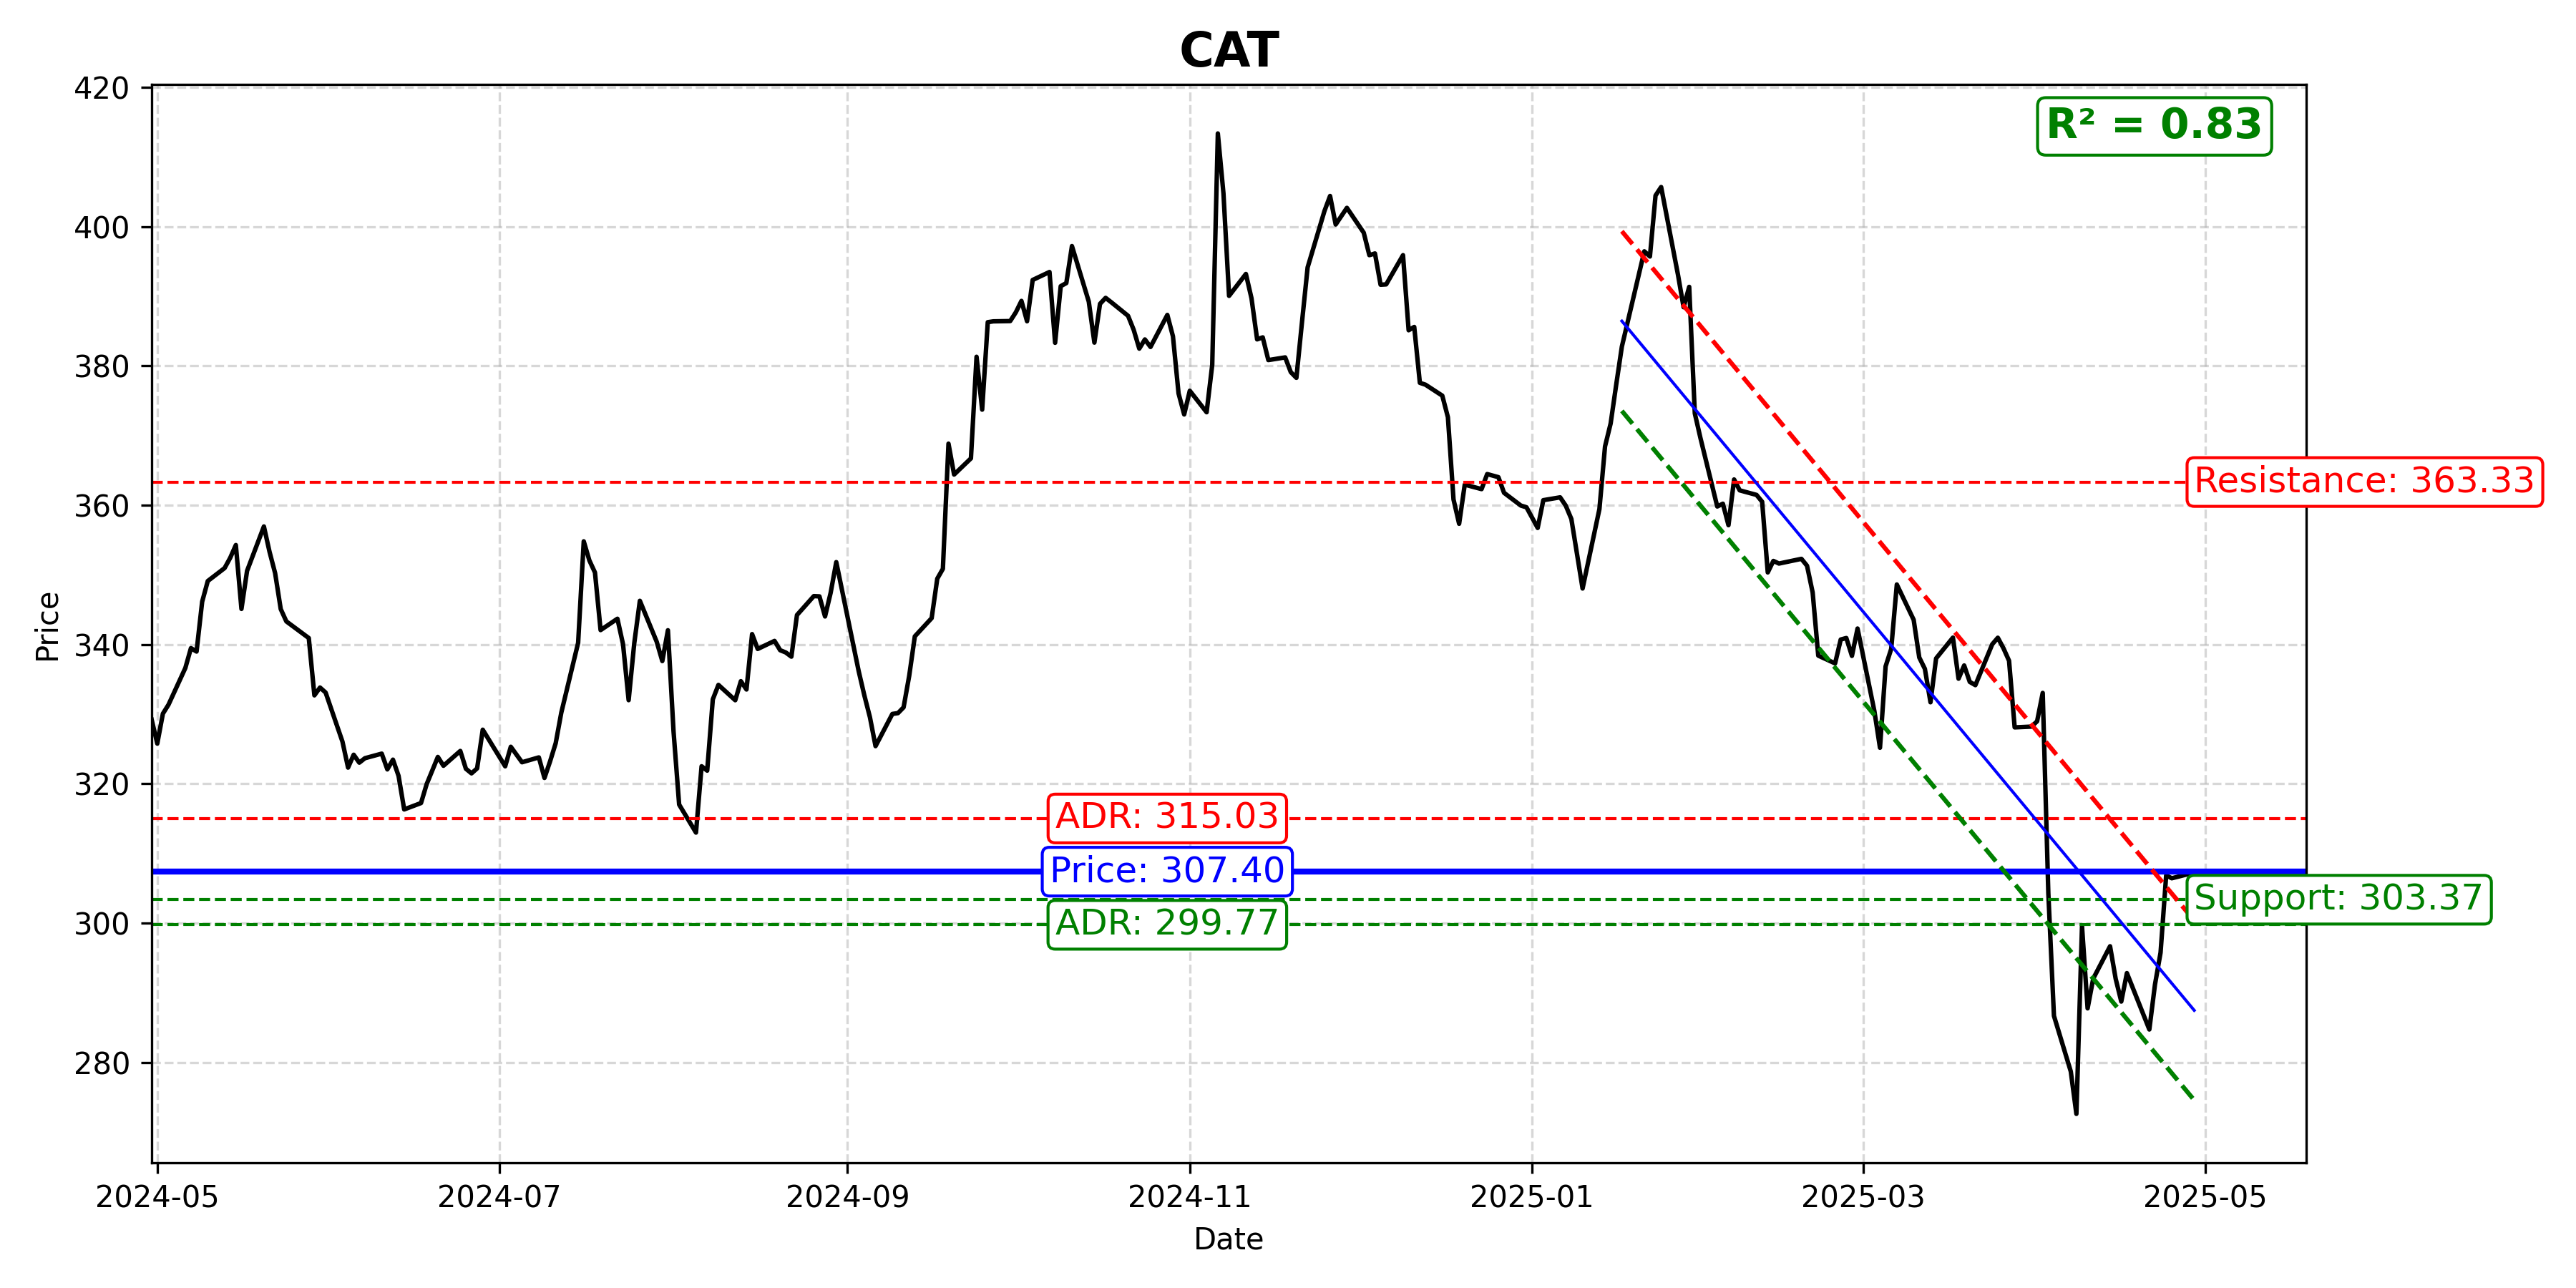 CAT
R² = 0.83
420
400
380
360
340
320
300
280
Price
Resistance: 363.33
ADR: 315.03
Price: 307.40
Support: 303.37
ADR: 299.77
2024-05
2024-07
2024-09
2024-11
2025-01
2025-03
2025-05
Date